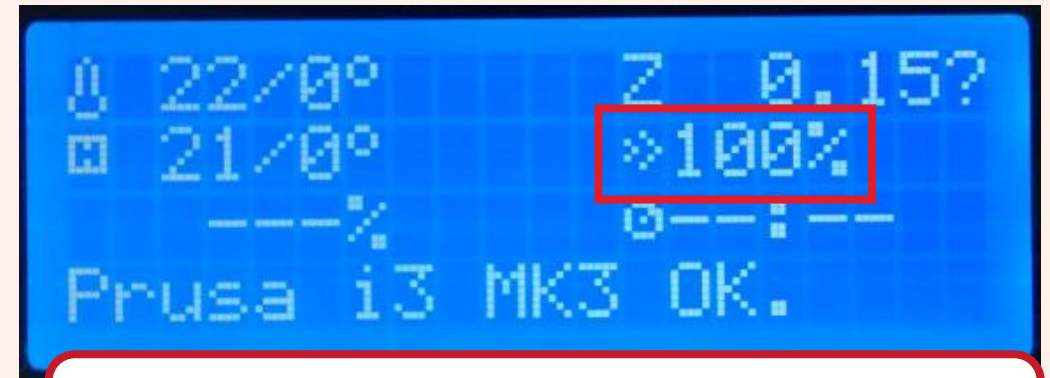 22/0° Z 0.15?
21/0° »100%
---% --:--
Prusa i3 MK3 OK.